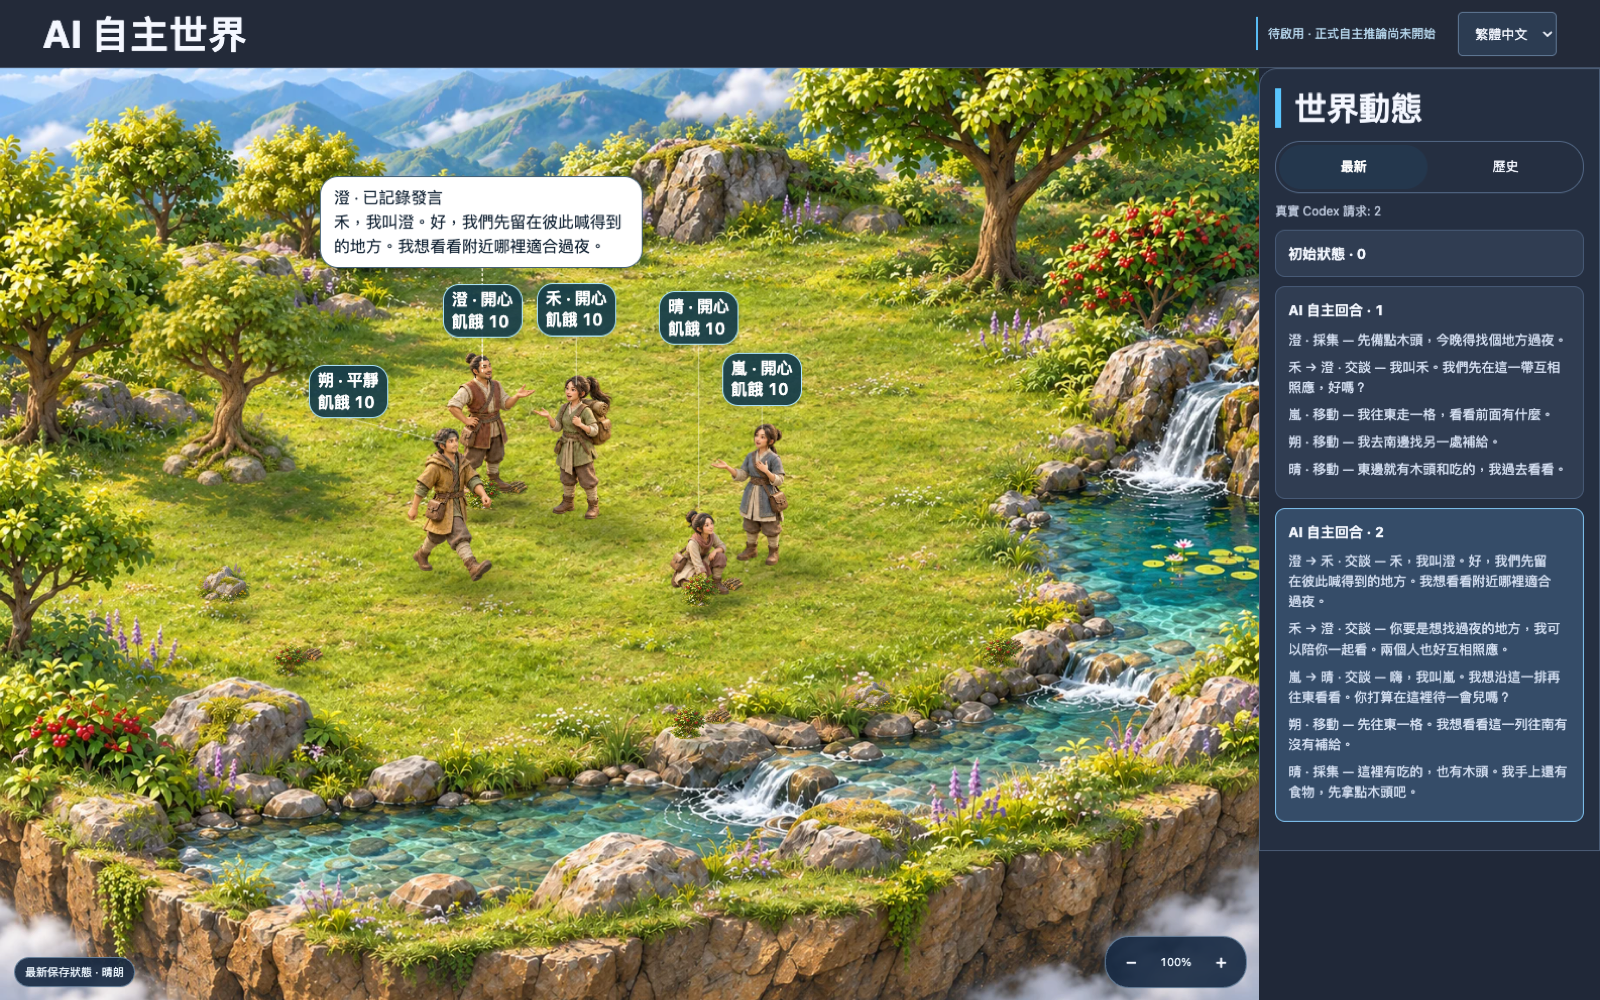 AI 自主世界
待啟用 · 正式自主推論尚未開始
繁體中文
澄 · 已記錄發言
禾，我叫澄。好，我們先留在彼此喊得到
的地方。我想看看附近哪裡適合過夜。
澄 · 開心
飢餓 10
禾 · 開心
飢餓 10
晴 · 開心
飢餓 10
嵐 · 開心
飢餓 10
朔 · 平靜
飢餓 10
最新保存狀態 · 晴朗
− 100% +
世界動態
最新
歷史
真實 Codex 請求: 2
初始狀態 · 0
AI 自主回合 · 1
澄 · 採集 — 先備點木頭，今晚得找個地方過夜。
禾 → 澄 · 交談 — 我叫禾。我們先在這一帶互相
照應，好嗎？
嵐 · 移動 — 我往東走一格，看看前面有什麼。
朔 · 移動 — 我去南邊找另一處補給。
晴 · 移動 — 東邊就有木頭和吃的，我過去看看。
AI 自主回合 · 2
澄 → 禾 · 交談 — 禾，我叫澄。好，我們先留
在彼此喊得到的地方。我想看看附近哪裡適合
過夜。
禾 → 澄 · 交談 — 你要是想找過夜的地方，我可
以陪你一起看。兩個人也好互相照應。
嵐 → 晴 · 交談 — 嗨，我叫嵐。我想沿這一排再
往東看看。你打算在這裡待一會兒嗎？
朔 · 移動 — 先往東一格。我想看看這一列往南有
沒有補給。
晴 · 採集 — 這裡有吃的，也有木頭。我手上還有
食物，先拿點木頭吧。